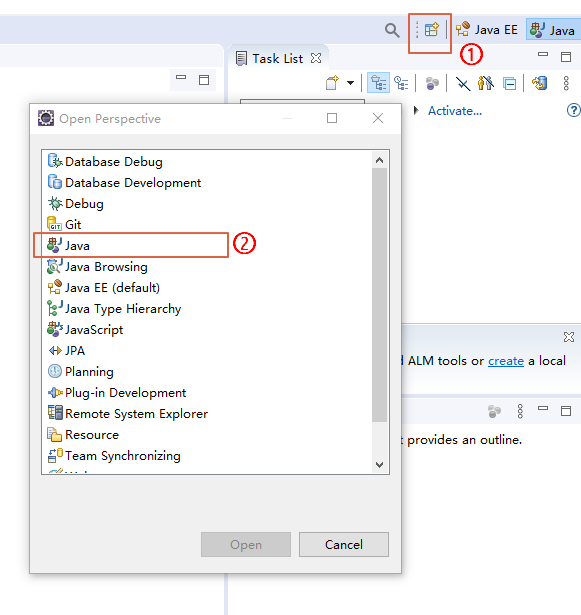 Java EE
Java
①
Task List
Activate...
Open Perspective
Database Debug
Database Development
Debug
Git
Java
②
Java Browsing
Java EE (default)
Java Type Hierarchy
JavaScript
JPA
Planning
Plug-in Development
Remote System Explorer
Resource
Team Synchronizing
ALM tools or create a local
t provides an outline.
Open
Cancel